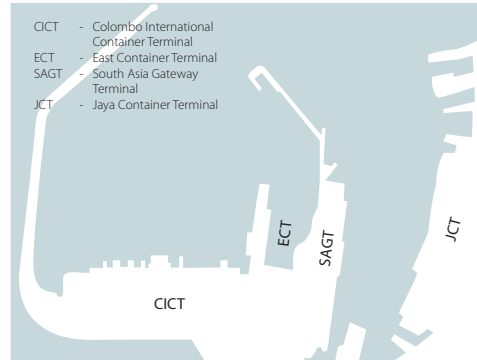 CICT - Colombo International
Container Terminal
ECT - East Container Terminal
SAGT - South Asia Gateway
Terminal
JCT - Jaya Container Terminal
ECT
SAGT
JCT
CICT